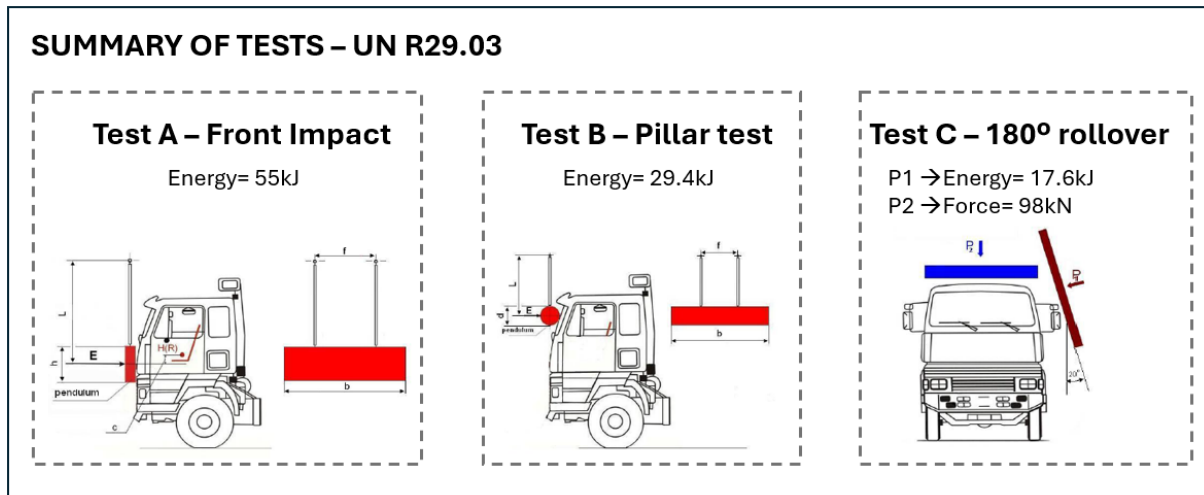 SUMMARY OF TESTS – UN R29.03
Test A – Front Impact
Energy= 55kJ
f
L
H(R)
E
h
pendulum
b
c
Test B – Pillar test
Energy= 29.4kJ
f
L
E
d
pendulum
b
Test C – 180º rollover
P1 →Energy= 17.6kJ
P2 →Force= 98kN
P2
P1
20°